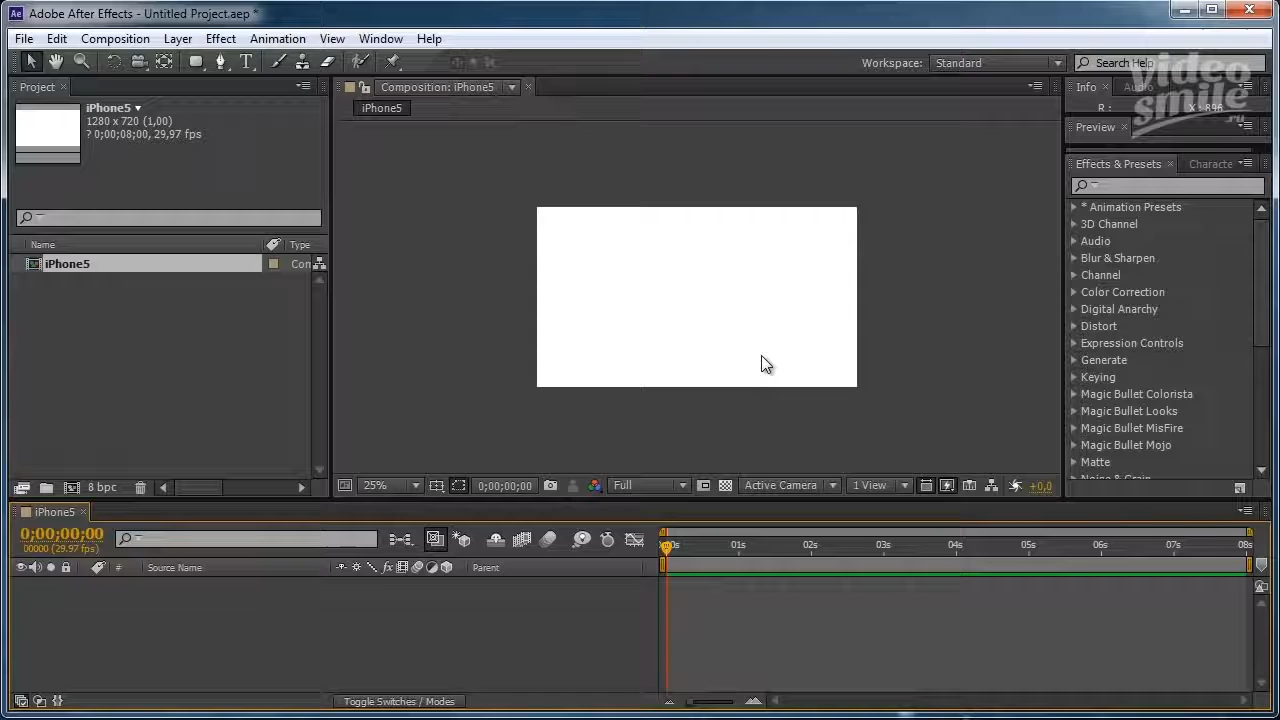 Adobe After Effects - Untitled Project.aep *
File Edit Composition Layer Effect Animation View Window Help
Workspace: Standard
Search Help
video smile .ru
Project
iPhone5
1280 x 720 (1,00)
? 0;00;08;00, 29,97 fps
Name Type
iPhone5 Con
8 bpc
Composition: iPhone5
iPhone5
25%
0;00;00;00
Full
Active Camera
1 View
+0,0
Info Audio
R : X : 896
Preview
Effects & Presets Characte
* Animation Presets
3D Channel
Audio
Blur & Sharpen
Channel
Color Correction
Digital Anarchy
Distort
Expression Controls
Generate
Keying
Magic Bullet Colorista
Magic Bullet Looks
Magic Bullet MisFire
Magic Bullet Mojo
Matte
Noise & Grain
iPhone5
0;00;00;00
00000 (29.97 fps)
# Source Name fx Parent
00s 01s 02s 03s 04s 05s 06s 07s 08s
Toggle Switches / Modes